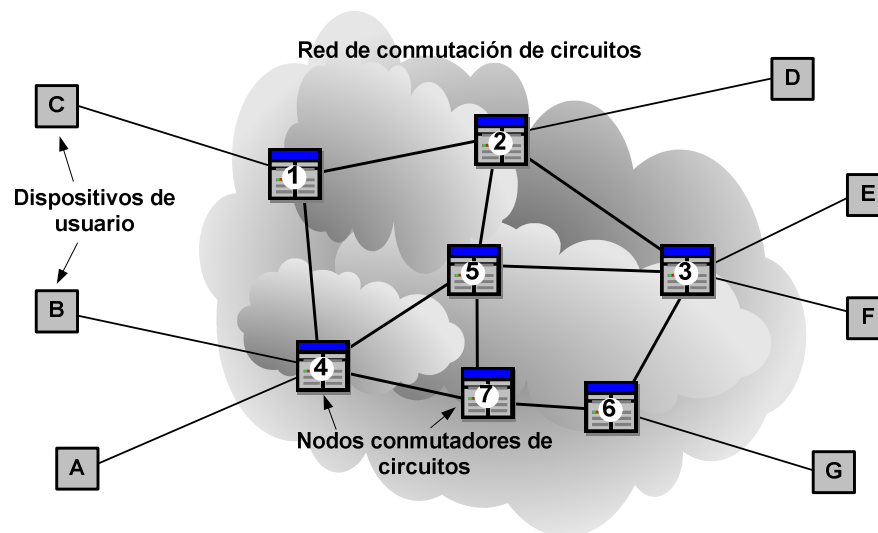 Red de conmutación de circuitos
D
C
2
1
Dispositivos de
usuario
E
5
3
B
F
4
7
6
Nodos conmutadores de
circuitos
A
G